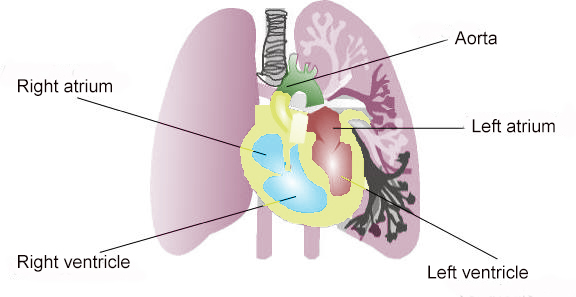 Aorta
Right atrium
Left atrium
Right ventricle
Left ventricle